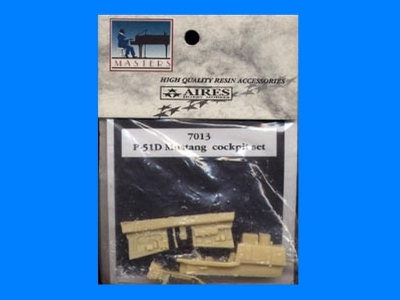 MASTERS
HIGH QUALITY RESIN ACCESSORIES
AIRES
7013
P-51D Mustang cockpit set